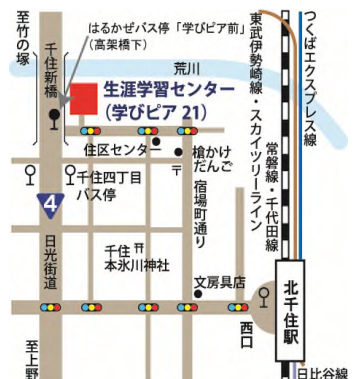 至竹の塚
千住新橋
はるかぜバス停「学びピア前」
（高架橋下）
荒川
生涯学習センター
（学びピア 21）
東武伊勢崎線・スカイツリーライン
常磐線・千代田線
つくばエクスプレス線
住区センター
槍かけ
だんご
〒
千住四丁目
バス停
宿場町通り
4
日光街道
千住
本氷川神社
文房具店
西口
北千住駅
至上野
日比谷線